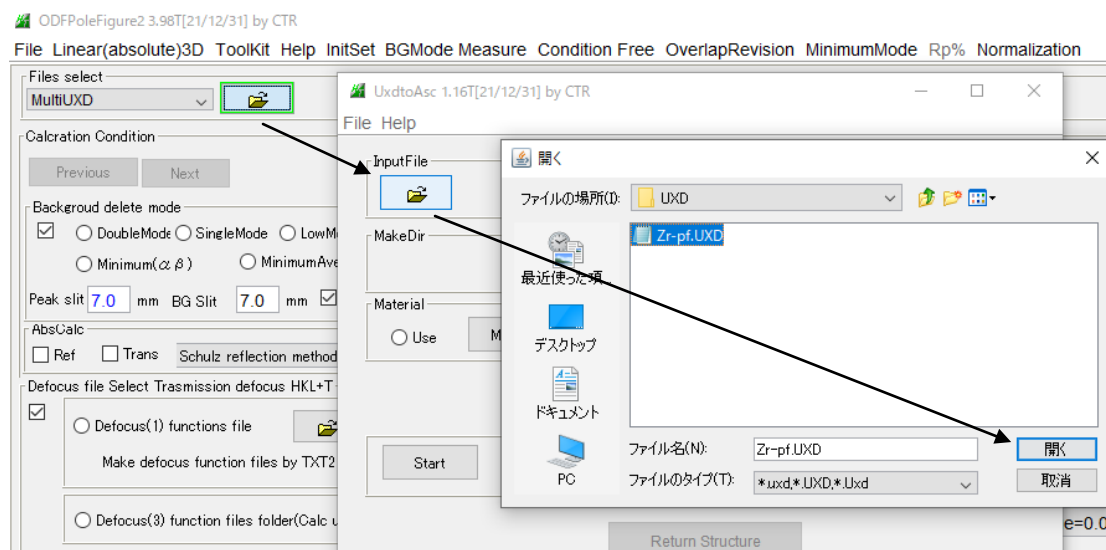 ODFPoleFigure2 3.98T[21/12/31] by CTR
File Linear(absolute)3D ToolKit Help InitSet BGMode Measure Condition Free OverlapRevision MinimumMode Rp% Normalization
Files select
MultiUXD
Calcration Condition
Previous Next
Backgroud delete mode
DoubleMode SingleMode LowM
Minimum(αβ) MinimumAve
Peak slit 7.0 mm BG Slit 7.0 mm
AbsCalc
Ref Trans Schulz reflection method
Defocus file Select Trasmission defocus HKL+T
Defocus(1) functions file
Make defocus function files by TXT2
Defocus(3) function files folder(Calc u
UxdtoAsc 1.16T[21/12/31] by CTR
File Help
InputFile
MakeDir
Material
Use M
Start
Return Structure
e=0.0
開く
ファイルの場所(I): UXD
Zr-pf.UXD
最近使った項...
デスクトップ
ドキュメント
PC
ファイル名(N): Zr-pf.UXD 開く
ファイルのタイプ(T): *.uxd,*.UXD,*.Uxd 取消